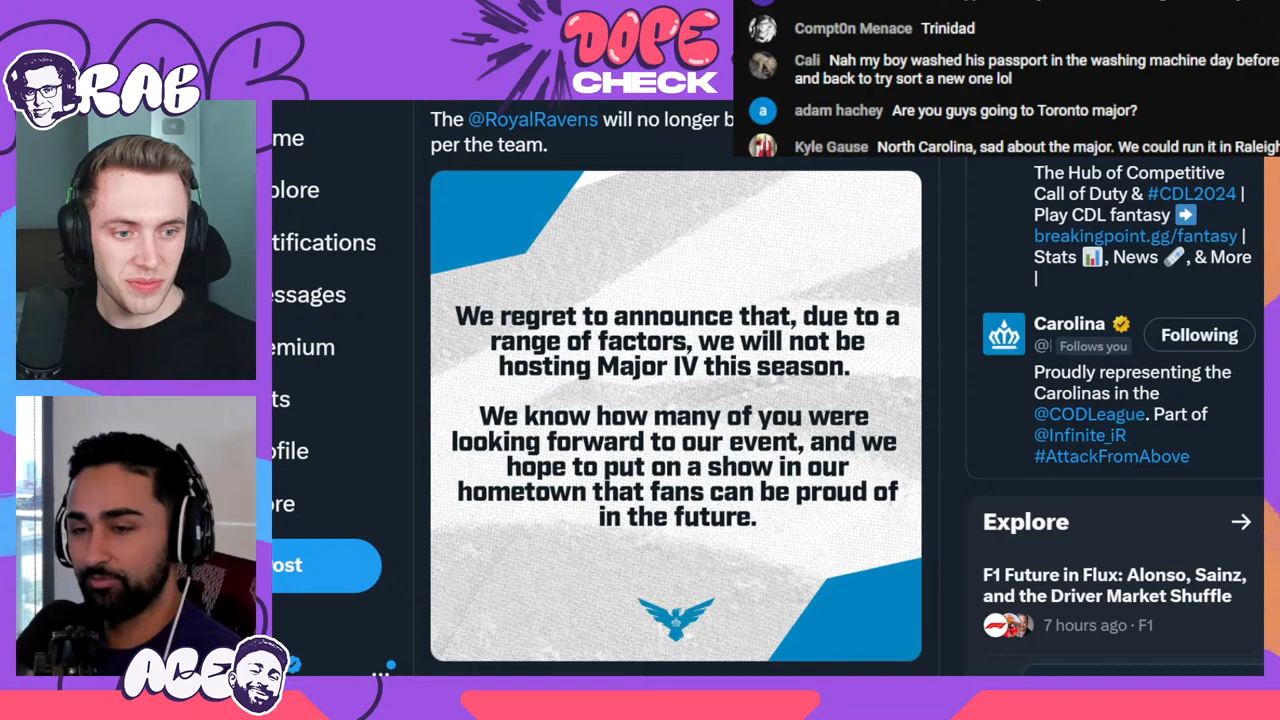 RAB
DOPE
CHECK
Compt0n Menace Trinidad
Cali Nah my boy washed his passport in the washing machine day before
and back to try sort a new one lol
a
adam hachey Are you guys going to Toronto major?
Kyle Gause North Carolina, sad about the major. We could run it in Raleigh
The @RoyalRavens will no longer b
per the team.
me
plore
tifications
essages
emium
ts
ofile
ore
ost
We regret to announce that, due to a
range of factors, we will not be
hosting Major IV this season.
We know how many of you were
looking forward to our event, and we
hope to put on a show in our
hometown that fans can be proud of
in the future.
The Hub of Competitive
Call of Duty & #CDL2024 |
Play CDL fantasy ➡️
breakingpoint.gg/fantasy |
Stats 📊, News 🗞️, & More
|
Carolina
@| Follows you
Following
Proudly representing the
Carolinas in the
@CODLeague. Part of
@Infinite_iR
#AttackFromAbove
Explore
F1 Future in Flux: Alonso, Sainz,
and the Driver Market Shuffle
7 hours ago · F1
ACE